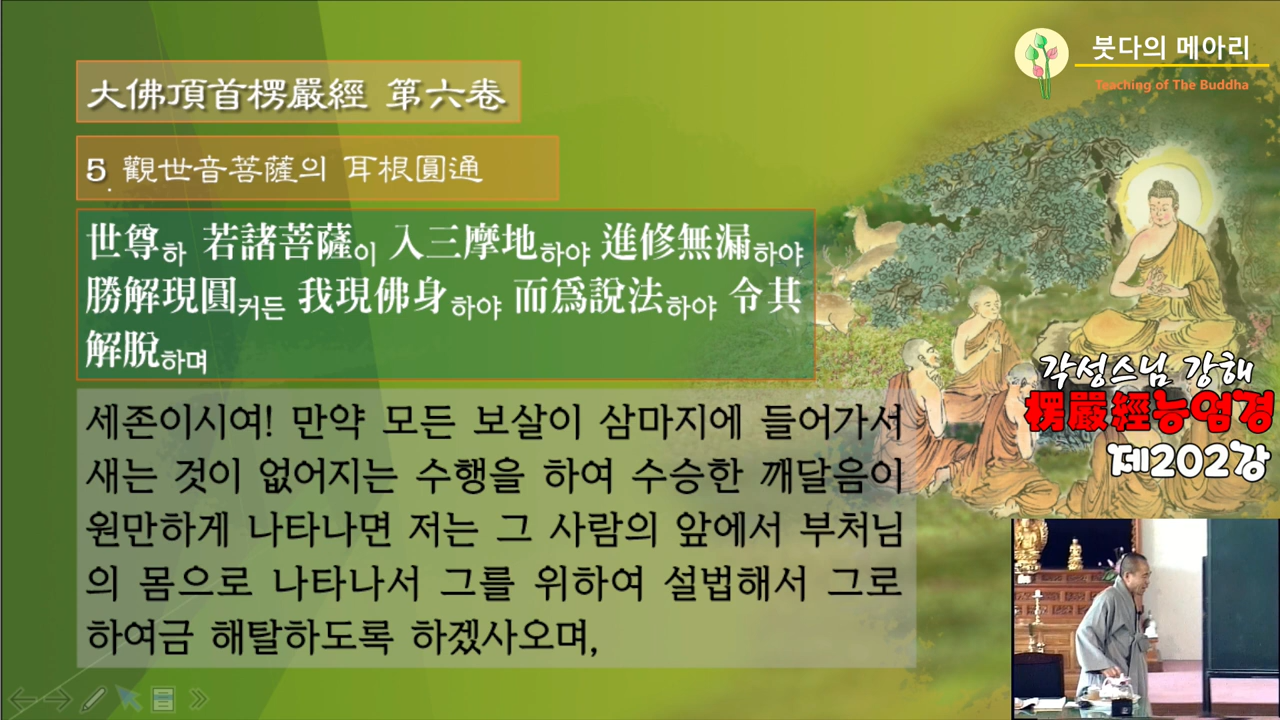 大佛頂首楞嚴經 第六卷
5. 觀世音菩薩의 耳根圓通
世尊하 若諸菩薩이 入三摩地하야 進修無漏하야
勝解現圓커든 我現佛身하야 而爲說法하야 令其
解脫하며
세존이시여! 만약 모든 보살이 삼마지에 들어가서
새는 것이 없어지는 수행을 하여 수승한 깨달음이
원만하게 나타나면 저는 그 사람의 앞에서 부처님
의 몸으로 나타나서 그를 위하여 설법해서 그로
하여금 해탈하도록 하겠사오며,
붓다의 메아리
Teaching of The Buddha
각성스님 강해
楞嚴經능엄경
제202강